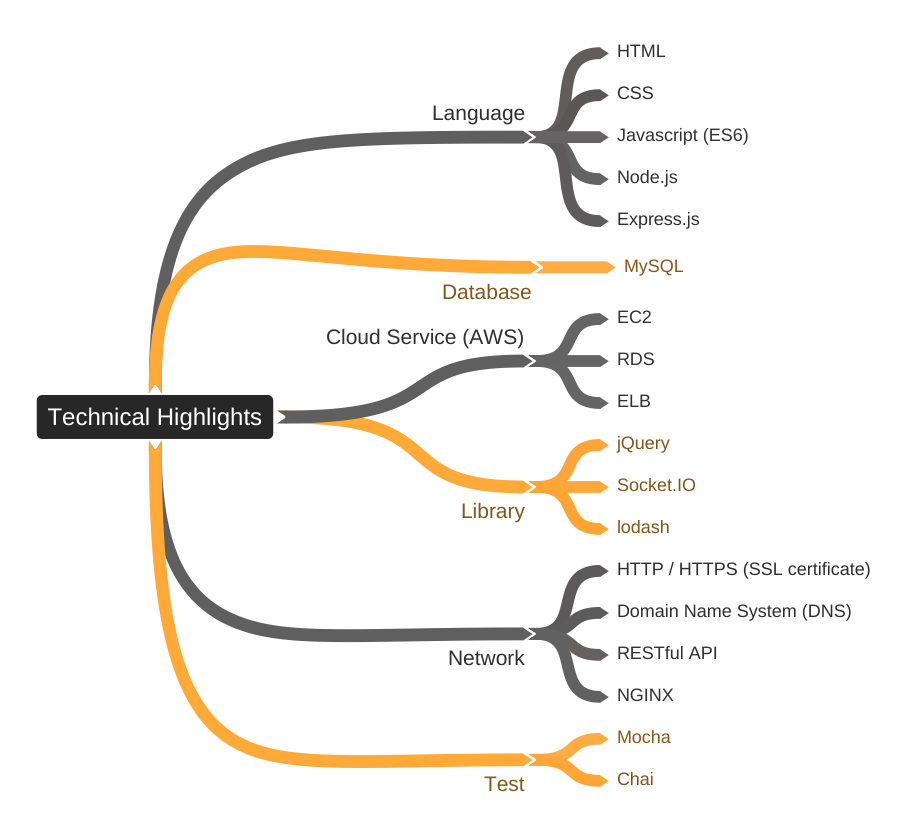 Technical Highlights
Language
HTML
CSS
Javascript (ES6)
Node.js
Express.js
Database
MySQL
Cloud Service (AWS)
EC2
RDS
ELB
Library
jQuery
Socket.IO
lodash
Network
HTTP / HTTPS (SSL certificate)
Domain Name System (DNS)
RESTful API
NGINX
Test
Mocha
Chai